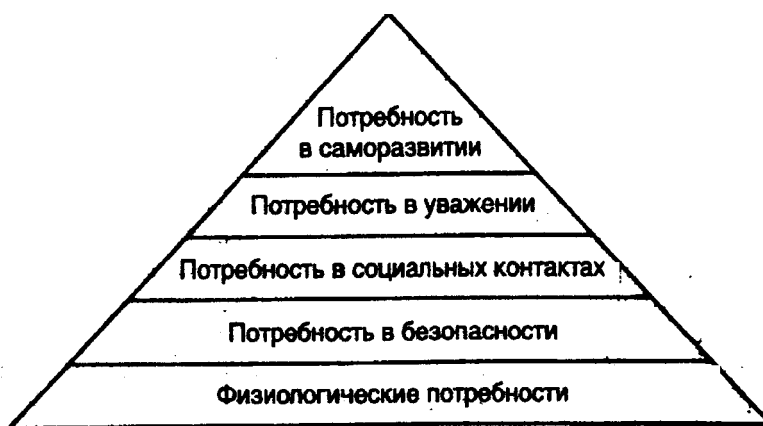 Потребность
в саморазвитии
Потребность в уважении
Потребность в социальных контактах
Потребность в безопасности
Физиологические потребности